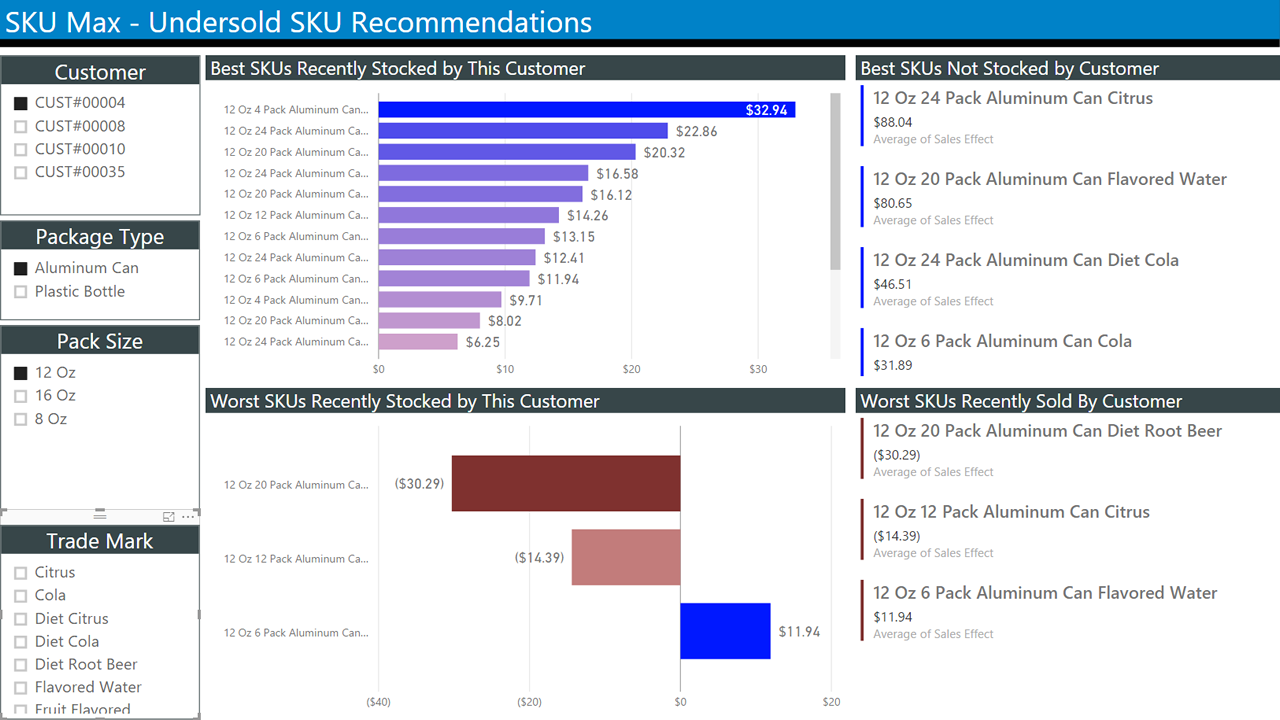 SKU Max - Undersold SKU Recommendations
Customer
CUST#00004
CUST#00008
CUST#00010
CUST#00035
Package Type
Aluminum Can
Plastic Bottle
Pack Size
12 Oz
16 Oz
8 Oz
Trade Mark
Citrus
Cola
Diet Citrus
Diet Cola
Diet Root Beer
Flavored Water
Fruit Flavored
Best SKUs Recently Stocked by This Customer
12 Oz 4 Pack Aluminum Can... $32.94
12 Oz 24 Pack Aluminum Ca... $22.86
12 Oz 20 Pack Aluminum Ca... $20.32
12 Oz 24 Pack Aluminum Ca... $16.58
12 Oz 20 Pack Aluminum Ca... $16.12
12 Oz 12 Pack Aluminum Ca... $14.26
12 Oz 6 Pack Aluminum Can... $13.15
12 Oz 24 Pack Aluminum Ca... $12.41
12 Oz 6 Pack Aluminum Can... $11.94
12 Oz 4 Pack Aluminum Can... $9.71
12 Oz 20 Pack Aluminum Ca... $8.02
12 Oz 24 Pack Aluminum Ca... $6.25
$0 $10 $20 $30
Worst SKUs Recently Stocked by This Customer
12 Oz 20 Pack Aluminum Ca... ($30.29)
12 Oz 12 Pack Aluminum Ca... ($14.39)
12 Oz 6 Pack Aluminum Can... $11.94
($40) ($20) $0 $20
Best SKUs Not Stocked by Customer
12 Oz 24 Pack Aluminum Can Citrus
$88.04
Average of Sales Effect
12 Oz 20 Pack Aluminum Can Flavored Water
$80.65
Average of Sales Effect
12 Oz 24 Pack Aluminum Can Diet Cola
$46.51
Average of Sales Effect
12 Oz 6 Pack Aluminum Can Cola
$31.89
Worst SKUs Recently Sold By Customer
12 Oz 20 Pack Aluminum Can Diet Root Beer
($30.29)
Average of Sales Effect
12 Oz 12 Pack Aluminum Can Citrus
($14.39)
Average of Sales Effect
12 Oz 6 Pack Aluminum Can Flavored Water
$11.94
Average of Sales Effect